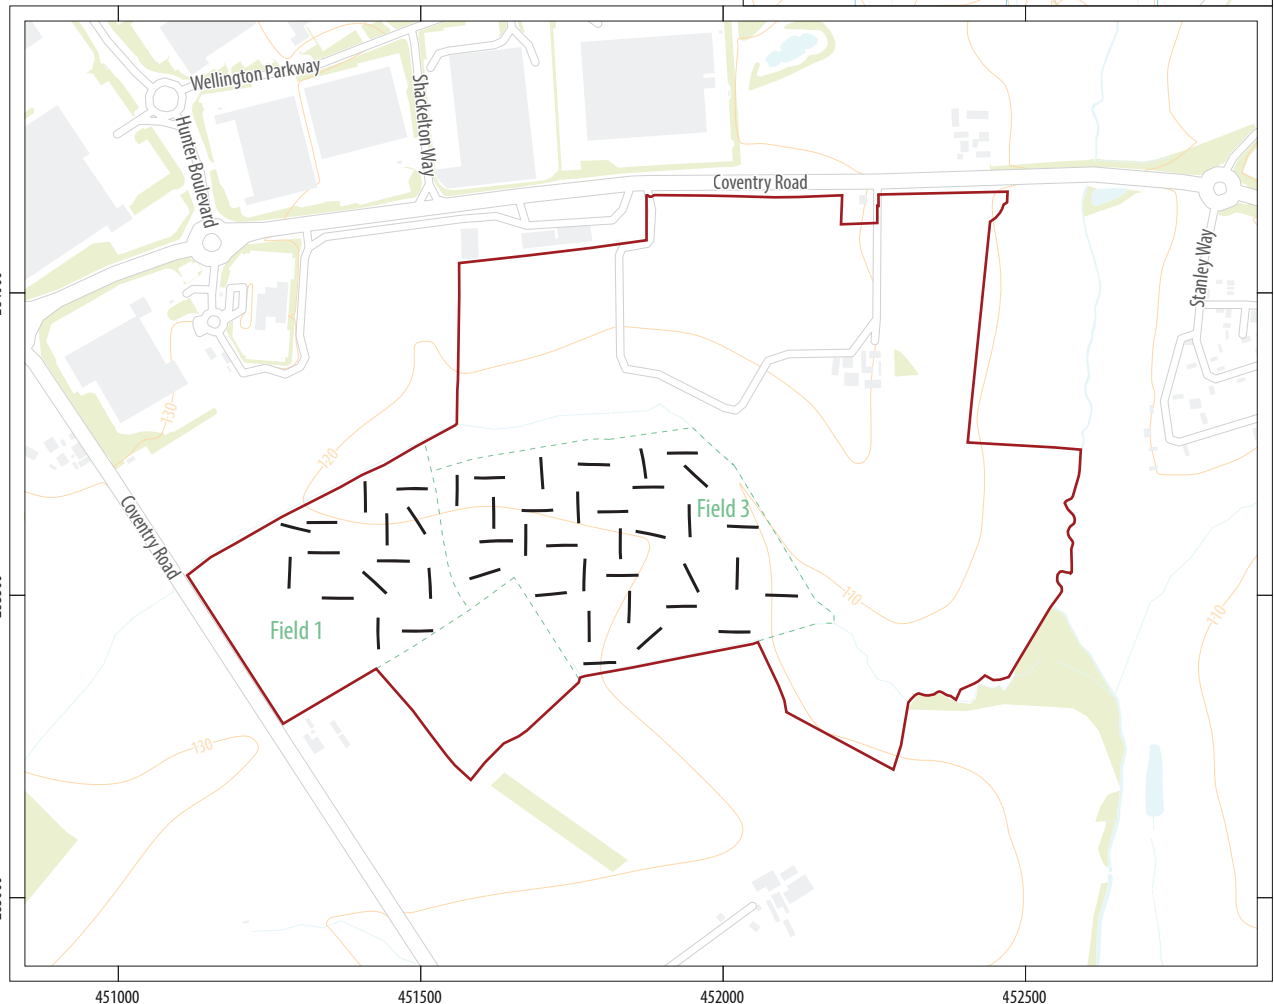 Wellington Parkway
Shackelton Way
Hunter Boulevard
Coventry Road
Stanley Way
130
120
Coventry Road
Field 3
110
110
Field 1
130
451000
451500
452000
452500